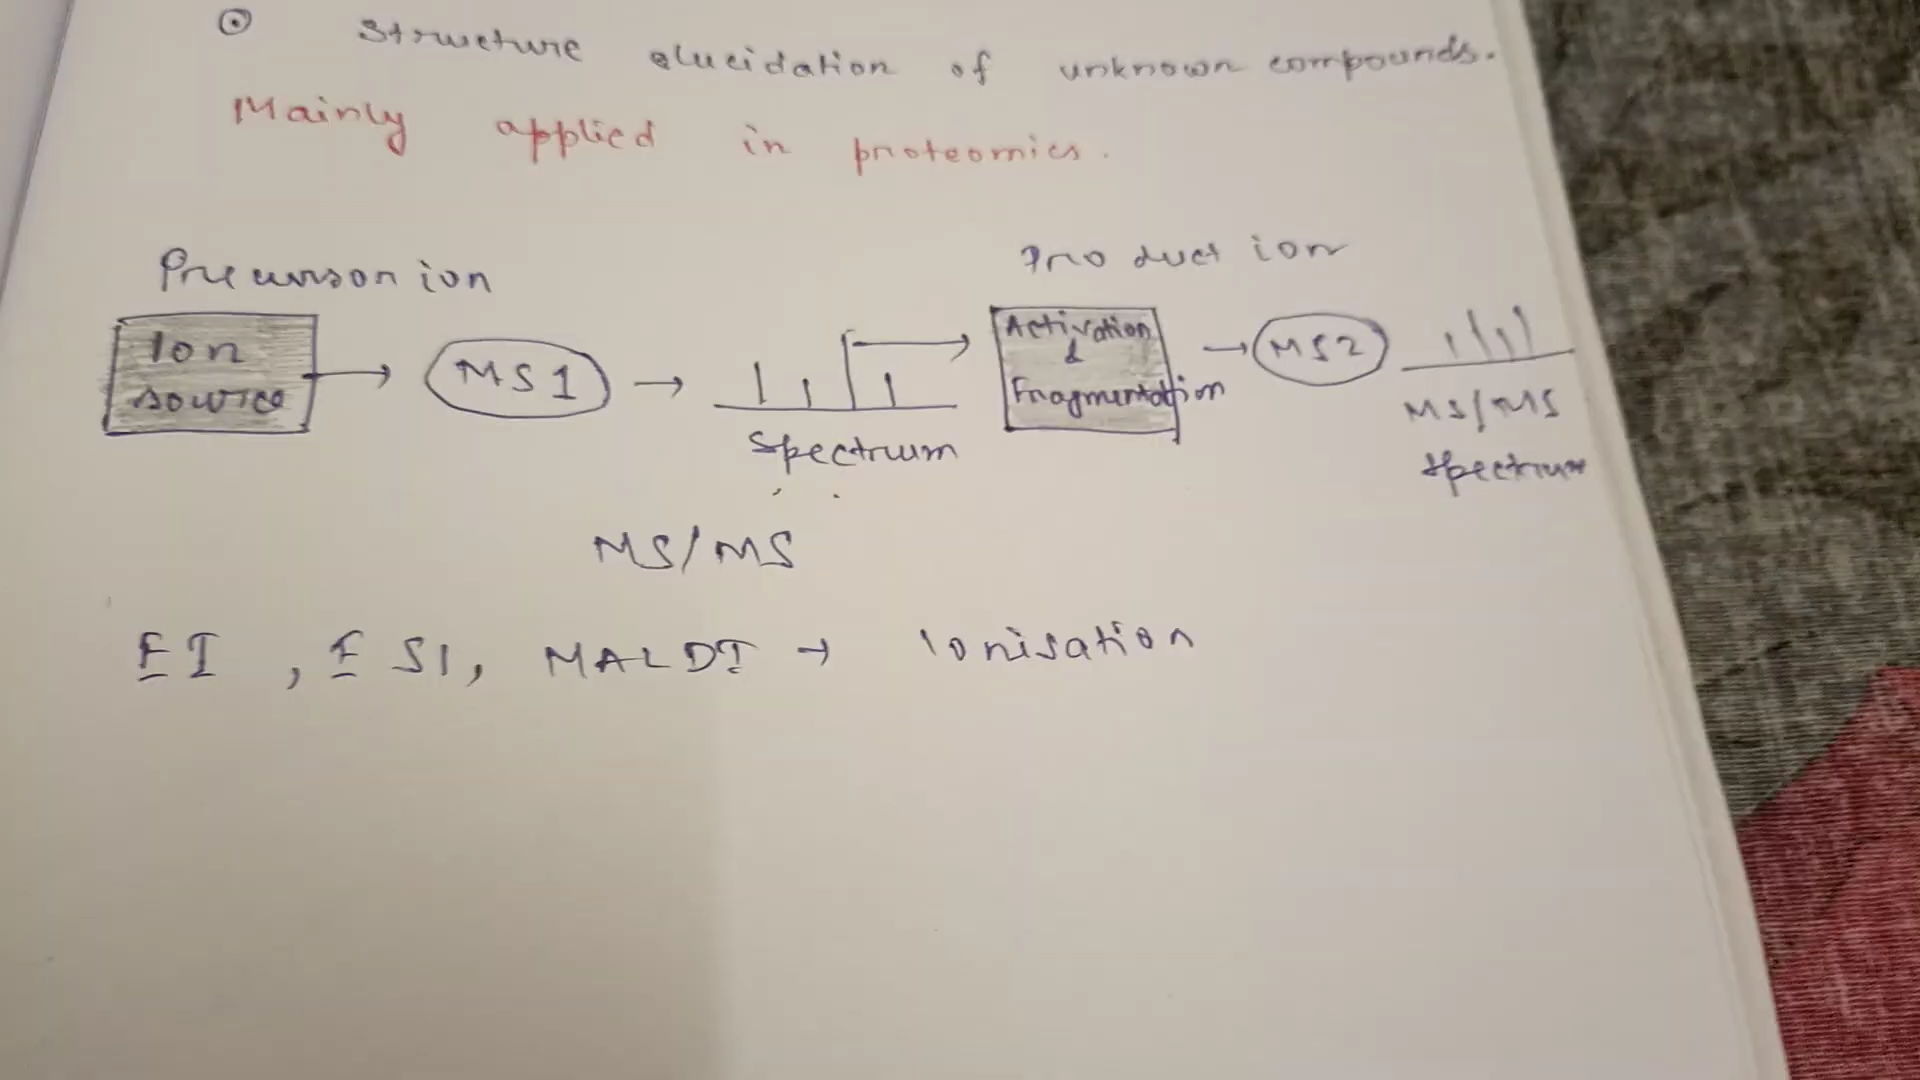 Structure elucidation of unknown compounds.
Mainly applied in proteomics.
Precursor ion
Product ion
Ion source
MS1
Spectrum
Activation & Fragmentation
MS2
MS/MS
Spectrum
MS/MS
EI, ESI, MALDI → Ionisation